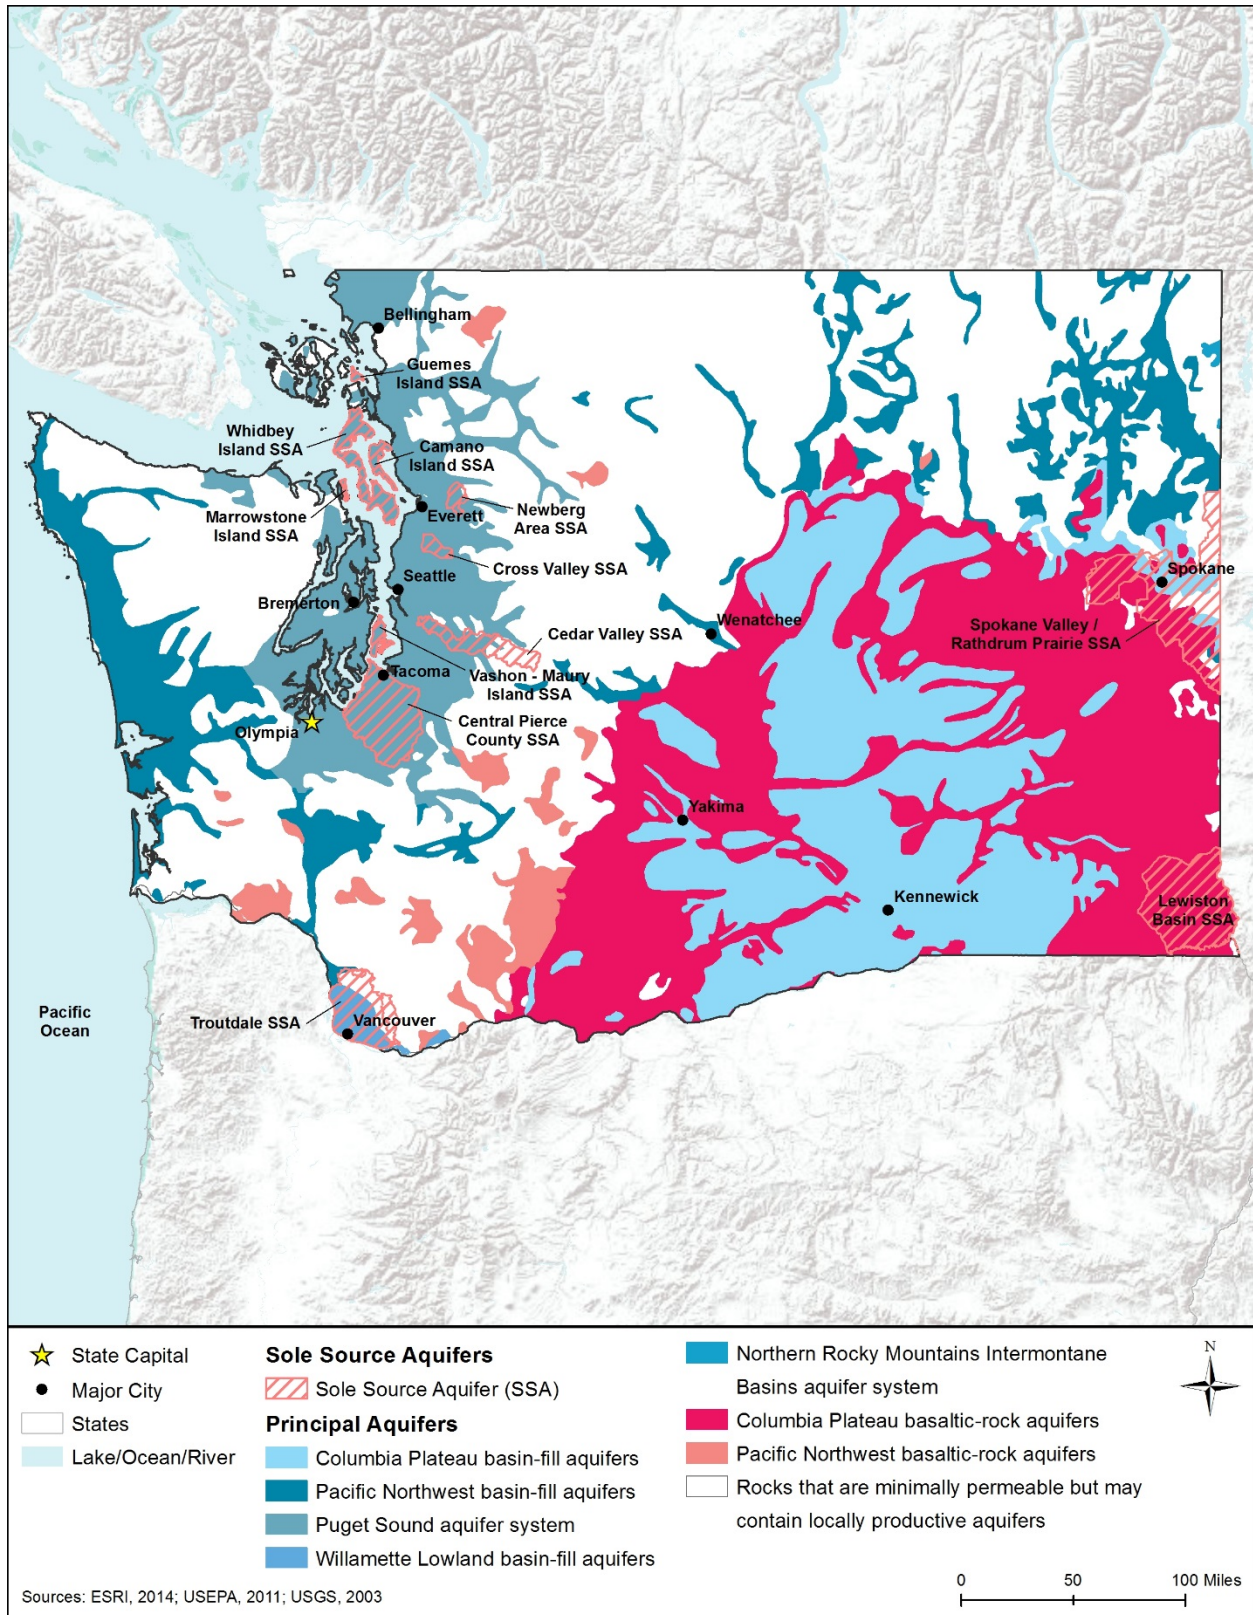 Bellingham
Guemes
Island SSA
Whidbey
Island SSA
Camano
Island SSA
Marrowstone
Island SSA
Everett
Newberg
Area SSA
Cross Valley SSA
Seattle
Bremerton
Cedar Valley SSA
Wenatchee
Spokane
Spokane Valley /
Rathdrum Prairie SSA
Tacoma
Vashon - Maury
Island SSA
Olympia
Central Pierce
County SSA
Yakima
Kennewick
Lewiston
Basin SSA
Pacific
Ocean
Troutdale SSA
Vancouver
State Capital
Major City
States
Lake/Ocean/River
Sole Source Aquifers
Sole Source Aquifer (SSA)
Principal Aquifers
Columbia Plateau basin-fill aquifers
Pacific Northwest basin-fill aquifers
Puget Sound aquifer system
Willamette Lowland basin-fill aquifers
Northern Rocky Mountains Intermontane
Basins aquifer system
Columbia Plateau basaltic-rock aquifers
Pacific Northwest basaltic-rock aquifers
Rocks that are minimally permeable but may
contain locally productive aquifers
N
Sources: ESRI, 2014; USEPA, 2011; USGS, 2003
0 50 100 Miles